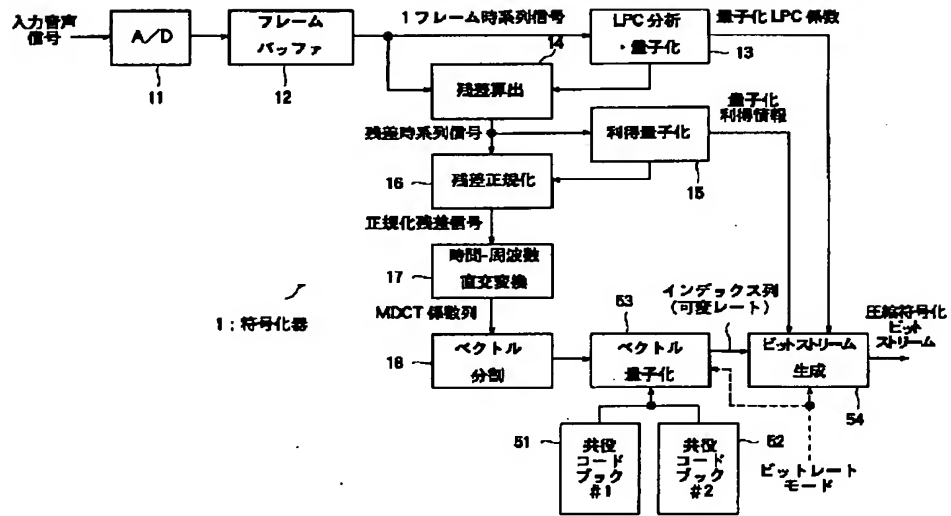 入力音声
信号
A/D
11
フレーム
バッファ
12
1フレーム時系列信号
LPC分析
・量子化
13
量子化LPC係数
14
残差算出
残差時系列信号
利得量子化
15
量子化
利得情報
16
残差正規化
正規化残差信号
17
時間-周波数
直交変換
1:符号化器
MDCT係数列
18
ベクトル
分割
53
ベクトル
量子化
インデックス列
(可変レート)
ビットストリーム
生成
54
圧縮符号化
ビット
ストリーム
51
共役
コード
ブック
#1
52
共役
コード
ブック
#2
ビットレート
モード